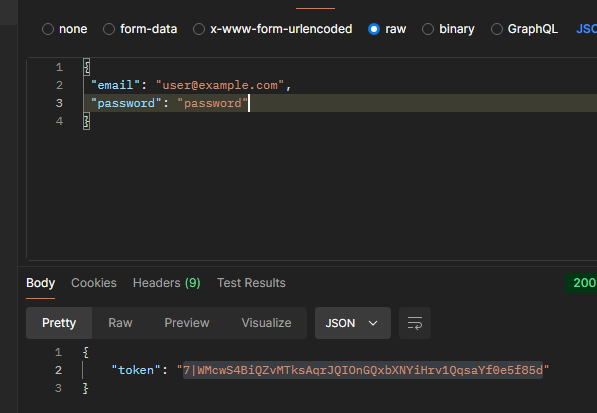 none form-data x-www-form-urlencoded raw binary GraphQL
1 {
2 "email": "user@example.com",
3 "password": "password"
4 }
Body Cookies Headers (9) Test Results 200
Pretty Raw Preview Visualize JSON
1 {
2 "token": "7|WMcwS4BiQZvMTksAqrJQIOnGQxbXNYiHrv1QqsaYf0e5f85d"
3 }